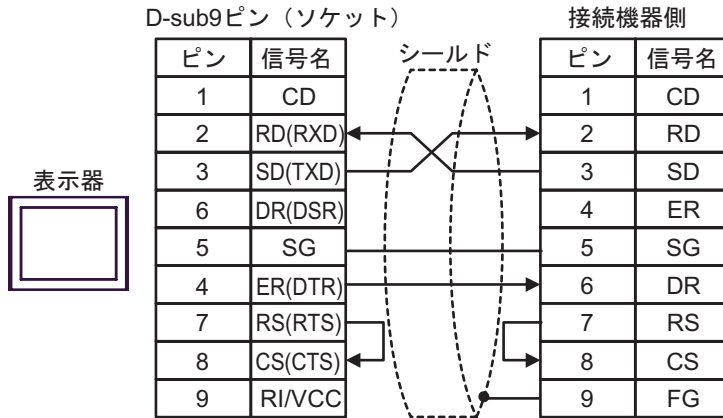 D-sub9ピン（ソケット）
接続機器側
シールド
表示器
ピン 信号名
1 CD
2 RD(RXD)
3 SD(TXD)
6 DR(DSR)
5 SG
4 ER(DTR)
7 RS(RTS)
8 CS(CTS)
9 RI/VCC
ピン 信号名
1 CD
2 RD
3 SD
4 ER
5 SG
6 DR
7 RS
8 CS
9 FG